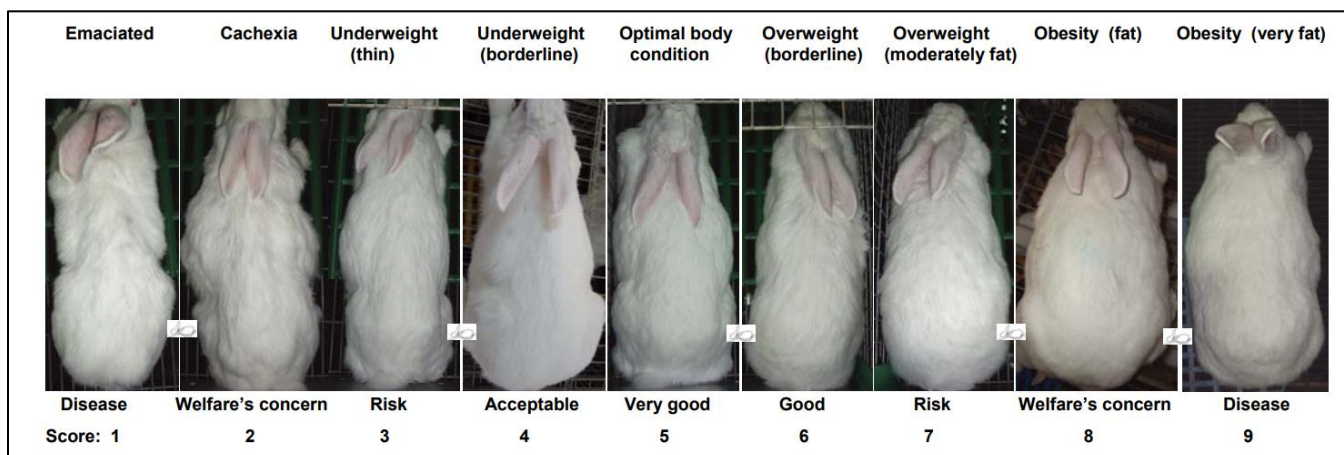 Emaciated Cachexia Underweight Underweight Optimal body Overweight Overweight Obesity (fat) Obesity (very fat)
(thin) (borderline) condition (borderline) (moderately fat)
Disease Welfare's concern Risk Acceptable Very good Good Risk Welfare's concern Disease
Score: 1 2 3 4 5 6 7 8 9